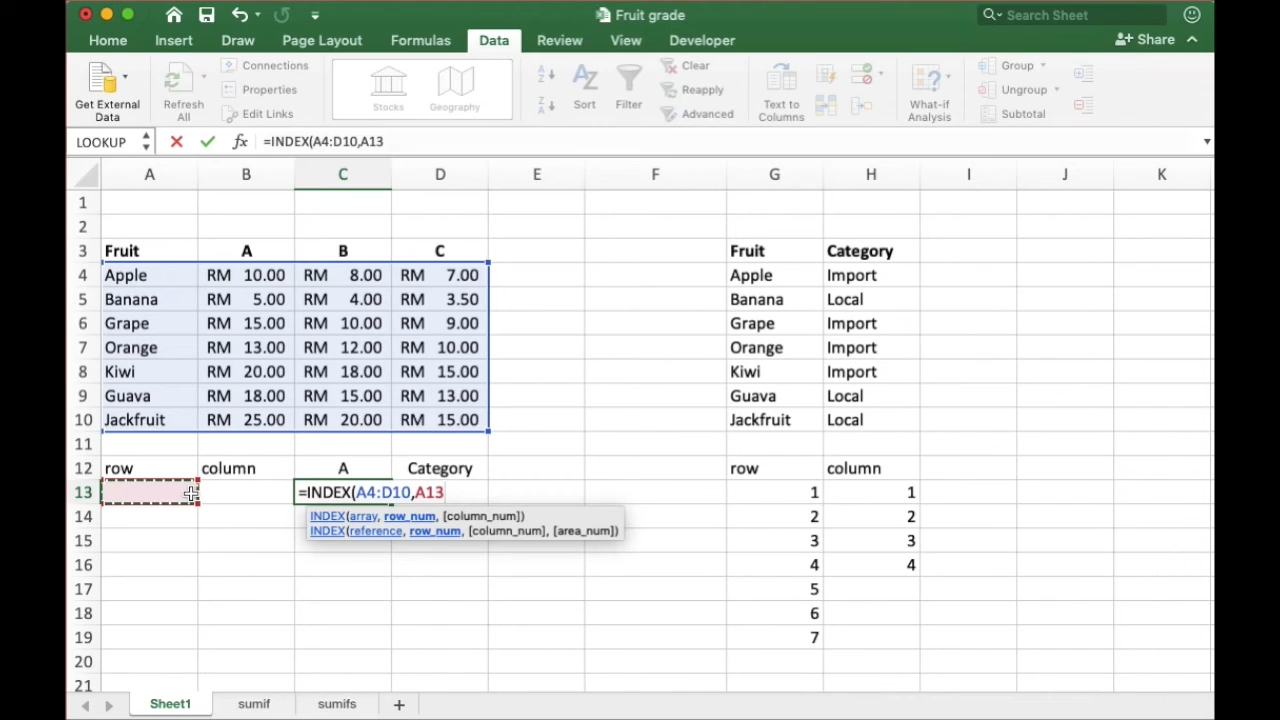 Fruit grade
Search Sheet
Home Insert Draw Page Layout Formulas Data Review View Developer Share
Get External Data
Refresh All
Connections
Properties
Edit Links
Stocks Geography
Sort
Filter
Clear
Reapply
Advanced
Text to Columns
What-if Analysis
Group
Ungroup
Subtotal
LOOKUP fx =INDEX(A4:D10,A13
A B C D E F G H I J K
1
2
3 Fruit A B C Fruit Category
4 Apple RM 10.00 RM 8.00 RM 7.00 Apple Import
5 Banana RM 5.00 RM 4.00 RM 3.50 Banana Local
6 Grape RM 15.00 RM 10.00 RM 9.00 Grape Import
7 Orange RM 13.00 RM 12.00 RM 10.00 Orange Import
8 Kiwi RM 20.00 RM 18.00 RM 15.00 Kiwi Import
9 Guava RM 18.00 RM 15.00 RM 13.00 Guava Local
10 Jackfruit RM 25.00 RM 20.00 RM 15.00 Jackfruit Local
11
12 row column A Category row column
13 =INDEX(A4:D10,A13 1 1
14 INDEX(array, row_num, [column_num]) 2 2
15 INDEX(reference, row_num, [column_num], [area_num]) 3 3
16 4 4
17 5
18 6
19 7
20
21
Sheet1 sumif sumifs +